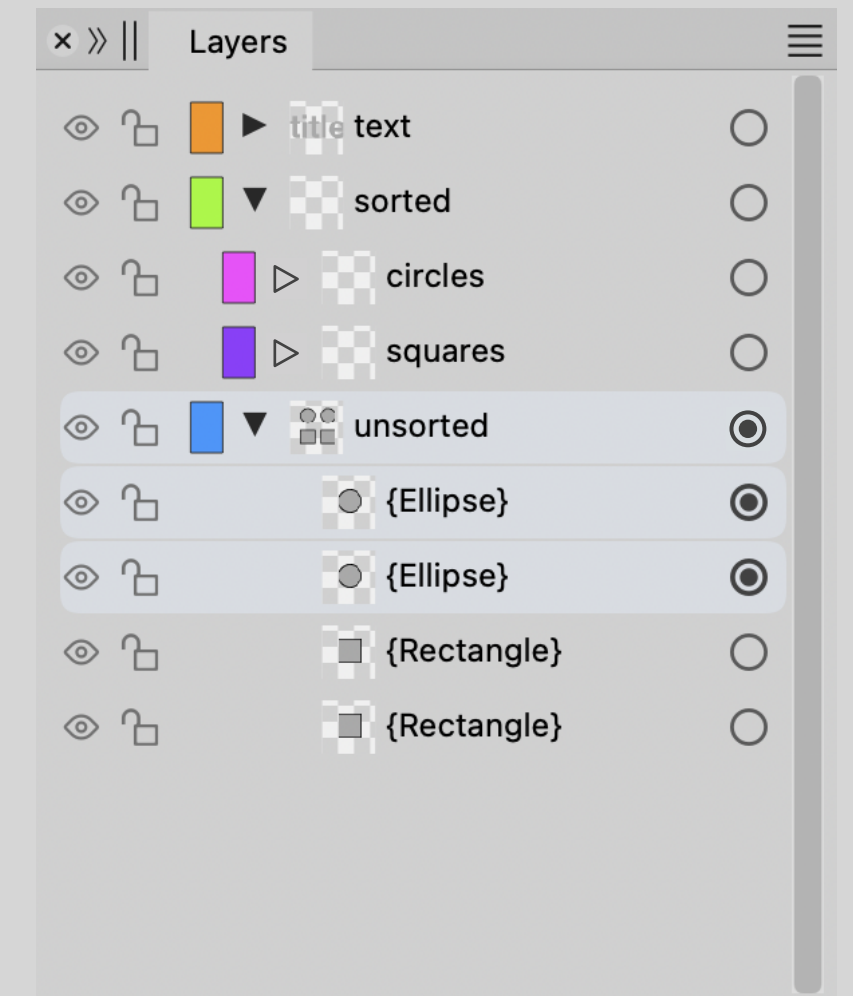 Layers
title text
sorted
circles
squares
unsorted
{Ellipse}
{Ellipse}
{Rectangle}
{Rectangle}